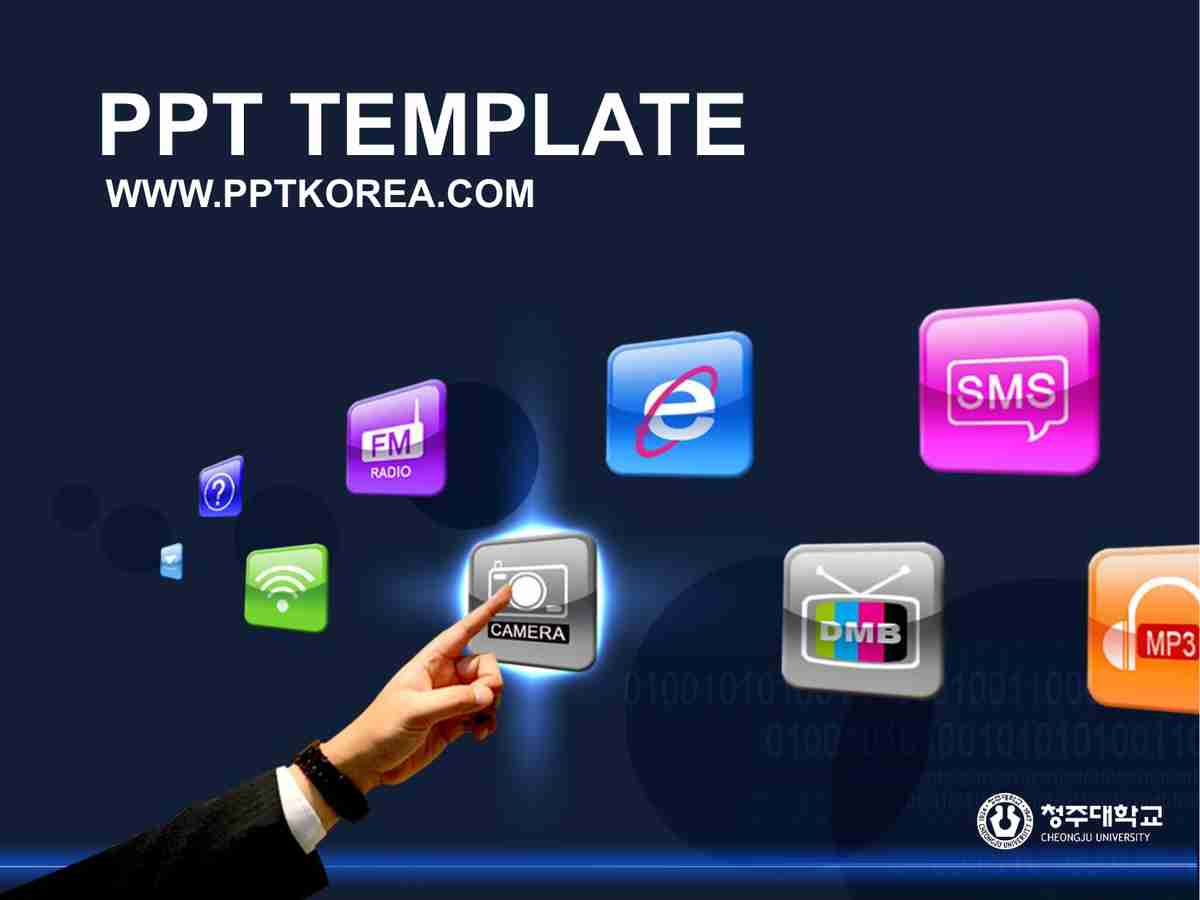 PPT TEMPLATE
WWW.PPTKOREA.COM
SMS
e
FM
RADIO
?
CAMERA
DMB
MP3
청주대학교
CHEONGJU UNIVERSITY